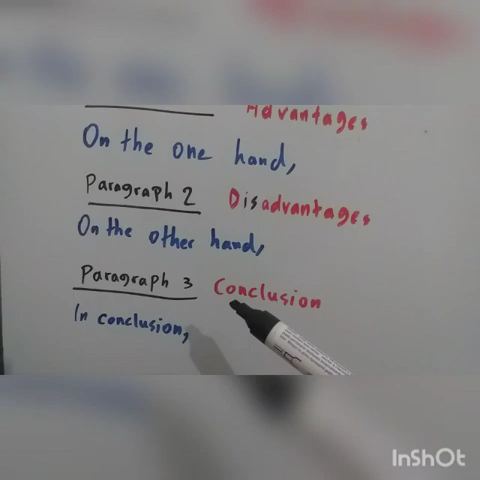 Advantages
On the one hand,
Paragraph 2 Disadvantages
On the other hand,
Paragraph 3 Conclusion
In conclusion,
InShOt